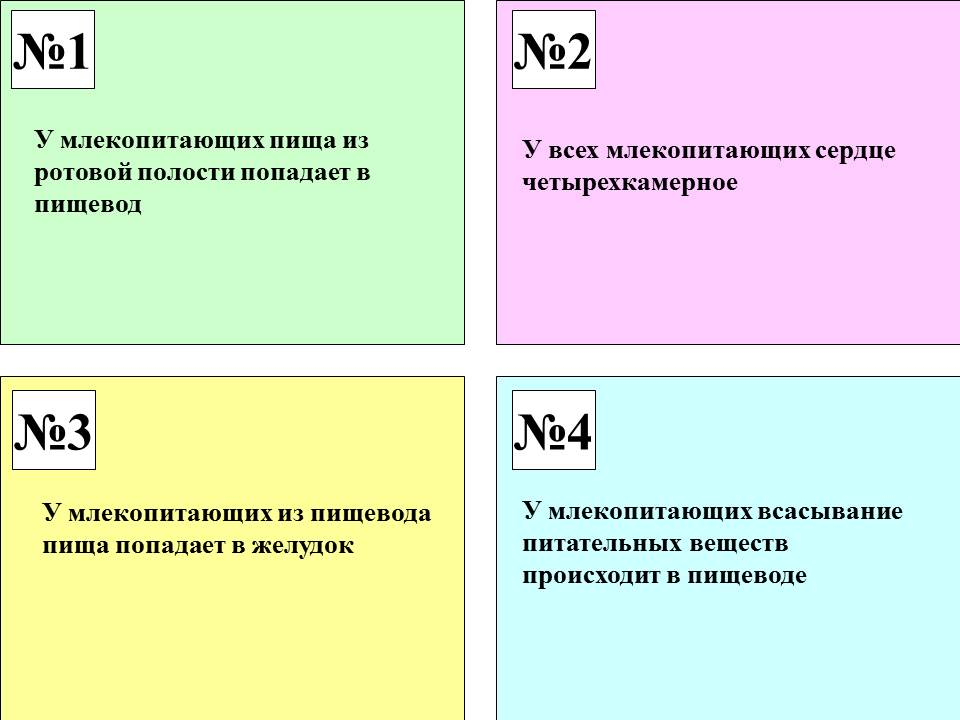 №1
У млекопитающих пища из
ротовой полости попадает в
пищевод
№2
У всех млекопитающих сердце
четырехкамерное
№3
У млекопитающих из пищевода
пища попадает в желудок
№4
У млекопитающих всасывание
питательных веществ
происходит в пищеводе